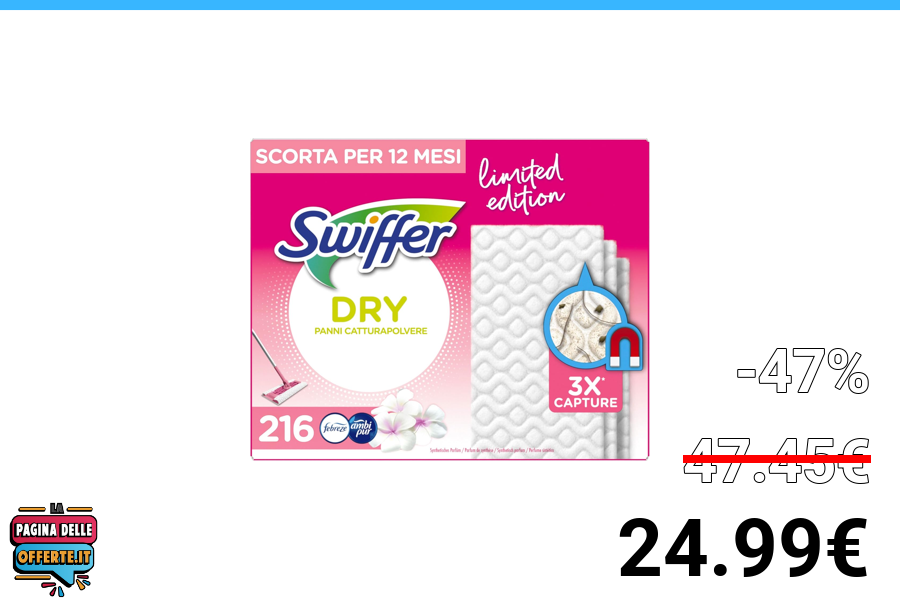 SCORTA PER 12 MESI
limited
edition
Swiffer
DRY
PANNI CATTURAPOLVERE
3X*
CAPTURE
216
febreze
ambi
pur
-47%
47.45€
24.99€
LA
PAGINA DELLE
OFFERTE.IT